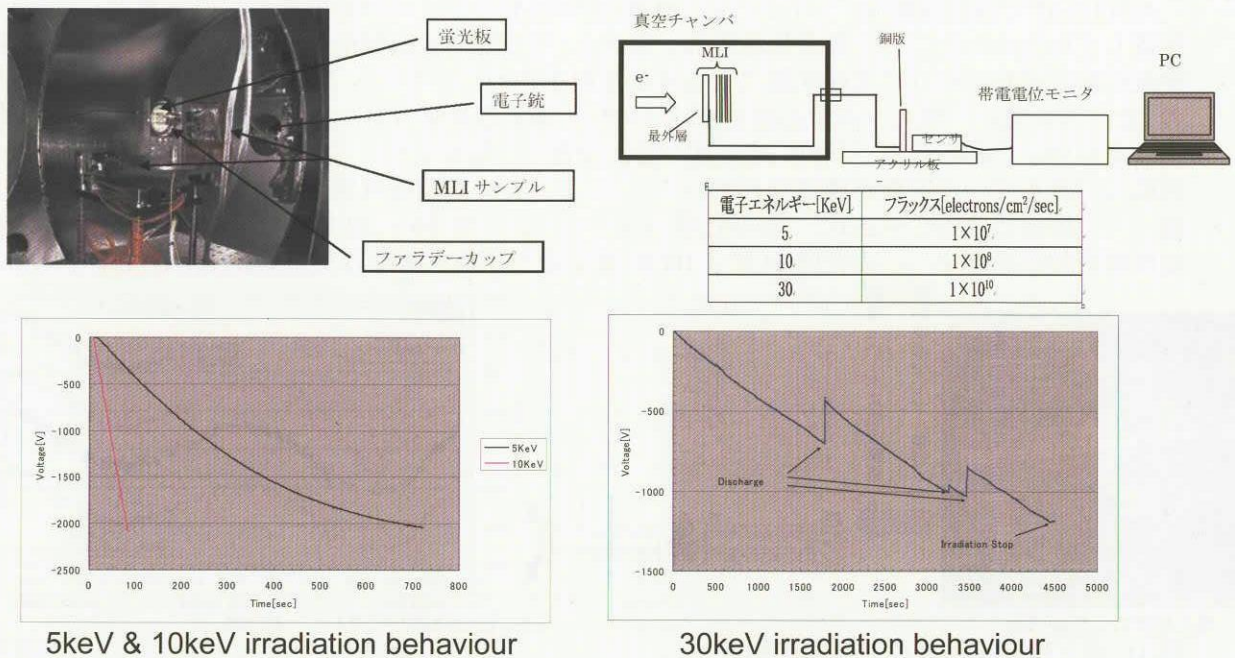 蛍光板
電子銃
MLI サンプル
ファラデーカップ
真空チャンバ
MLI
e-
最外層
銅版
センサ
アクリル板
帯電電位モニタ
PC
電子エネルギー[KeV] フラックス[electrons/cm²/sec]
5 1×10⁷
10 1×10⁸
30 1×10¹⁰
0
-500
-1000
-1500
-2000
-2500
Voltage[V]
0 100 200 300 400 500 600 700 800
Time[sec]
5KeV
10KeV
5keV & 10keV irradiation behaviour
0
-500
-1000
-1500
Voltage[V]
Discharge
Irradiation Stop
0 500 1000 1500 2000 2500 3000 3500 4000 4500 5000
Time[sec]
30keV irradiation behaviour